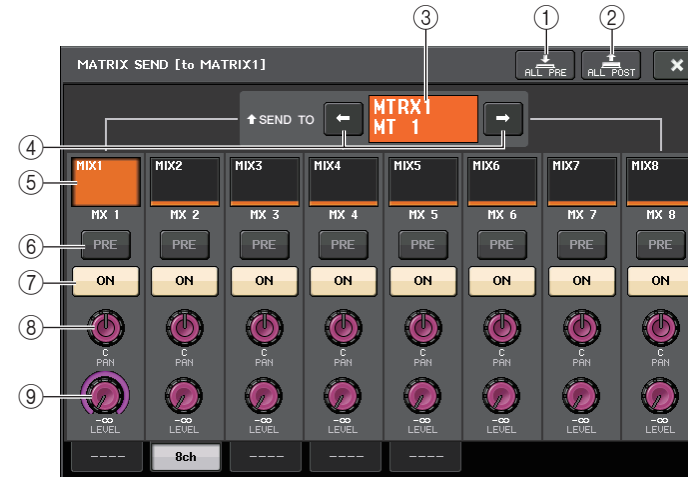 ③ ① ②
MATRIX SEND [to MATRIX1]
ALL PRE ALL POST ×
SEND TO ← MTRX1 →
MT 1
④
⑤ MIX1 MIX2 MIX3 MIX4 MIX5 MIX6 MIX7 MIX8
MX 1 MX 2 MX 3 MX 4 MX 5 MX 6 MX 7 MX 8
⑥ PRE PRE PRE PRE PRE PRE PRE PRE
⑦ ON ON ON ON ON ON ON ON
⑧
C C C C C C C C
PAN PAN PAN PAN PAN PAN PAN PAN
⑨
-∞ -∞ -∞ -∞ -∞ -∞ -∞ -∞
LEVEL LEVEL LEVEL LEVEL LEVEL LEVEL LEVEL LEVEL
---- 8ch ---- ---- ----